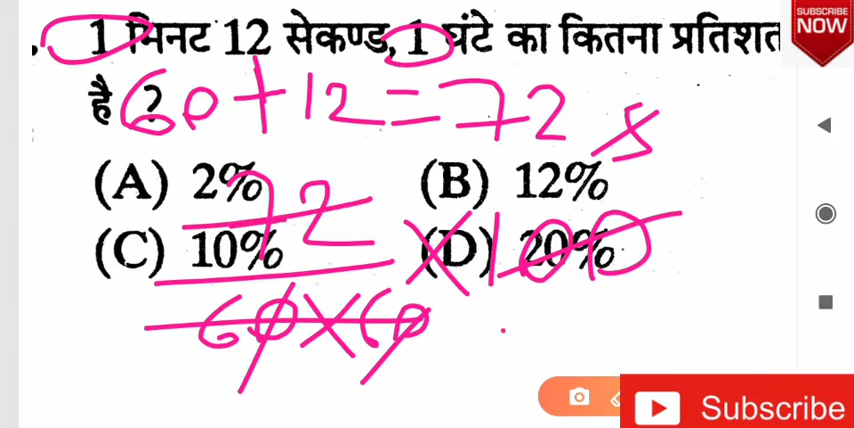 1 मिनट 12 सेकण्ड, 1 घंटे का कितना प्रतिशत
है ?
60 + 12 = 72 s
(A) 2% (B) 12%
(C) 10% (D) 20%
72 × 100
60 × 60
SUBSCRIBE
NOW
Subscribe